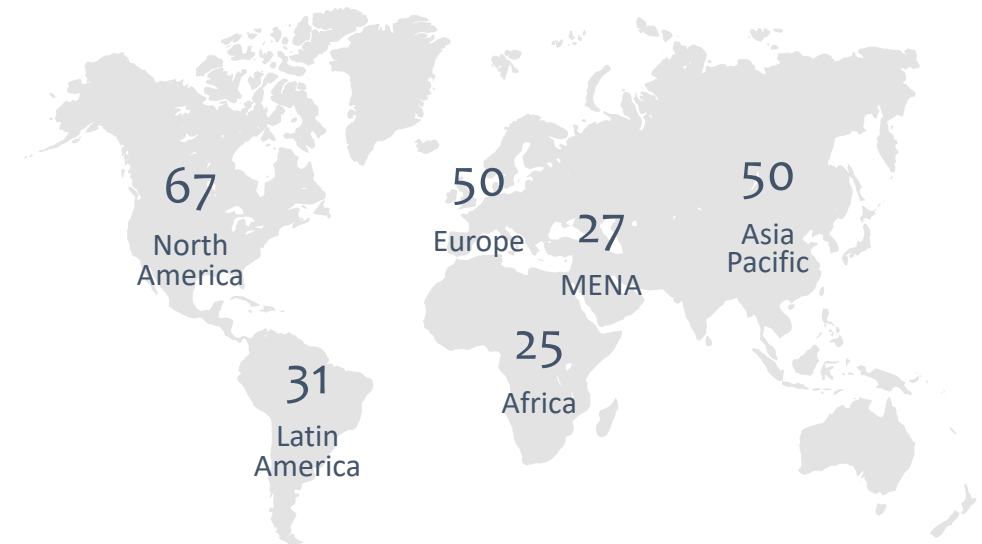 67
North
America
50
Europe
27
MENA
50
Asia
Pacific
25
Africa
31
Latin
America